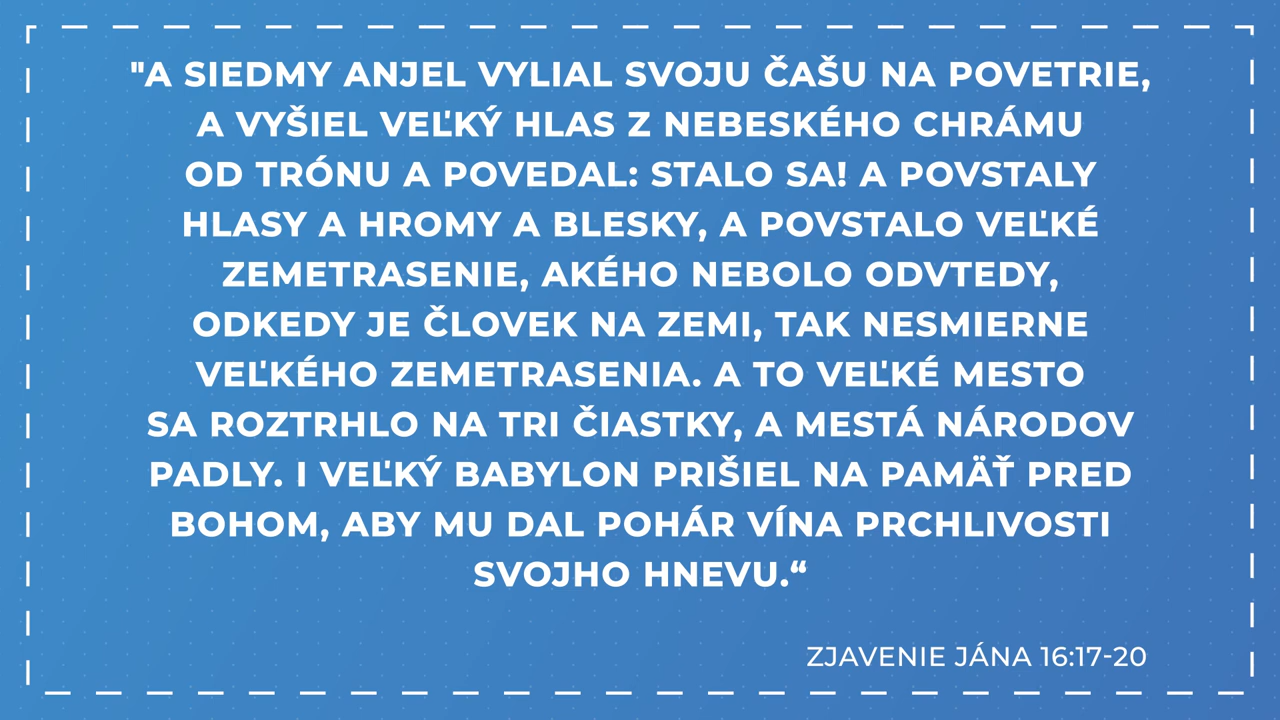 "A SIEDMY ANJEL VYLIAL SVOJU ČAŠU NA POVETRIE,
A VYŠIEL VEĽKÝ HLAS Z NEBESKÉHO CHRÁMU
OD TRÓNU A POVEDAL: STALO SA! A POVSTALY
HLASY A HROMY A BLESKY, A POVSTALO VEĽKÉ
ZEMETRASENIE, AKÉHO NEBOLO ODVTEDY,
ODKEDY JE ČLOVEK NA ZEMI, TAK NESMIERNE
VEĽKÉHO ZEMETRASENIA. A TO VEĽKÉ MESTO
SA ROZTRHLO NA TRI ČIASTKY, A MESTÁ NÁRODOV
PADLY. I VEĽKÝ BABYLON PRIŠIEL NA PAMÄŤ PRED
BOHOM, ABY MU DAL POHÁR VÍNA PRCHLIVOSTI
SVOJHO HNEVU.“
ZJAVENIE JÁNA 16:17-20